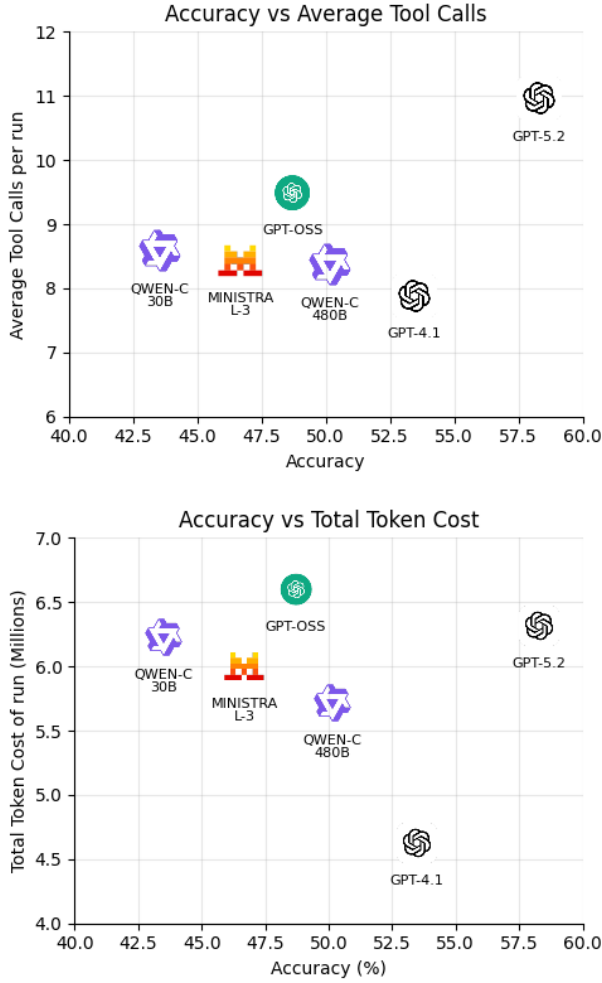 Accuracy vs Average Tool Calls
Average Tool Calls per run
12
11
10
9
8
7
6
GPT-5.2
GPT-OSS
QWEN-C
30B
MINISTRA
L-3
QWEN-C
480B
GPT-4.1
40.0 42.5 45.0 47.5 50.0 52.5 55.0 57.5 60.0
Accuracy
Accuracy vs Total Token Cost
Total Token Cost of run (Millions)
7.0
6.5
6.0
5.5
5.0
4.5
4.0
GPT-OSS
GPT-5.2
QWEN-C
30B
MINISTRA
L-3
QWEN-C
480B
GPT-4.1
40.0 42.5 45.0 47.5 50.0 52.5 55.0 57.5 60.0
Accuracy (%)